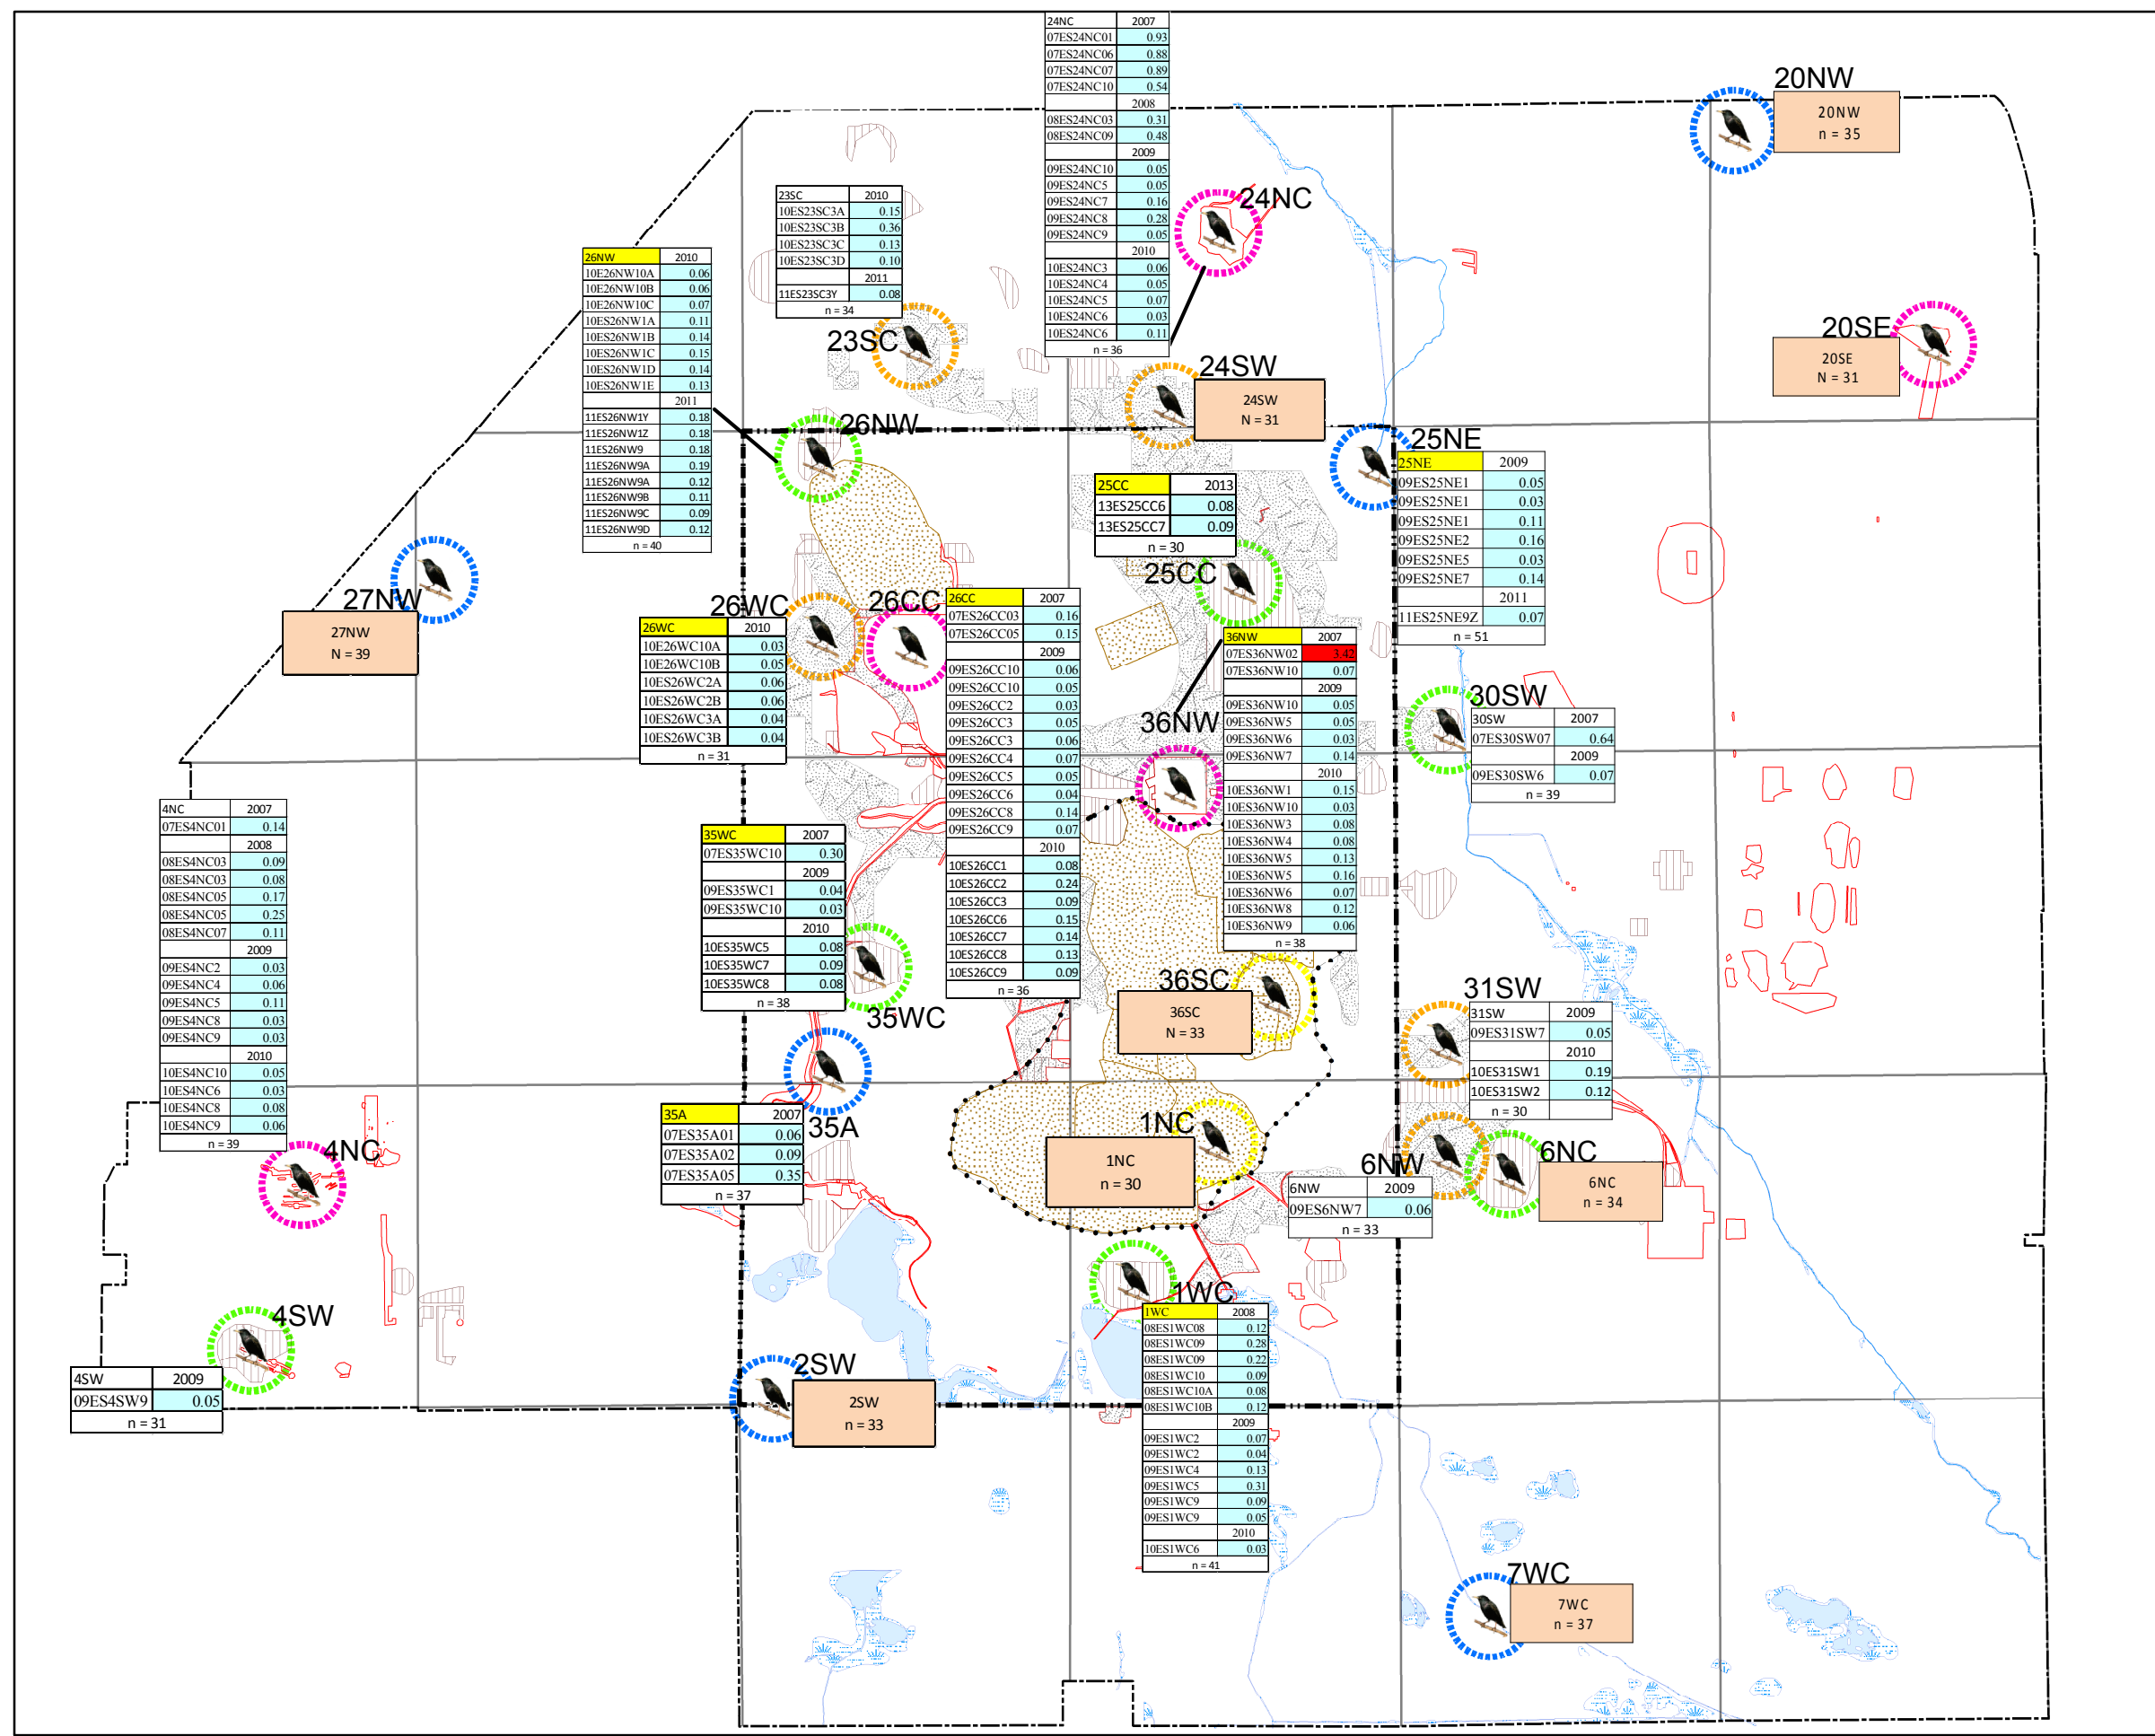 24NC 2007
07ES24NC01 0.93
07ES24NC06 0.88
07ES24NC07 0.89
07ES24NC10 0.54
2008
08ES24NC03 0.31
08ES24NC09 0.48
2009
09ES24NC10 0.05
09ES24NC5 0.05
09ES24NC7 0.16
09ES24NC8 0.28
09ES24NC9 0.05
2010
10ES24NC3 0.06
10ES24NC4 0.05
10ES24NC5 0.07
10ES24NC6 0.03
10ES24NC6 0.11
n = 36
24NC
20NW
20NW
n = 35
23SC 2010
10ES23SC3A 0.15
10ES23SC3B 0.36
10ES23SC3C 0.13
10ES23SC3D 0.10
2011
11ES23SC3Y 0.08
n = 34
23SC
20SE
20SE
N = 31
26NW 2010
10E26NW10A 0.06
10E26NW10B 0.06
10E26NW10C 0.07
10ES26NW1A 0.11
10ES26NW1B 0.14
10ES26NW1C 0.15
10ES26NW1D 0.14
10ES26NW1E 0.13
2011
11ES26NW1Y 0.18
11ES26NW1Z 0.18
11ES26NW9 0.18
11ES26NW9A 0.19
11ES26NW9A 0.12
11ES26NW9B 0.11
11ES26NW9C 0.09
11ES26NW9D 0.12
n = 40
26NW
24SW
24SW
N = 31
25NE
25NE 2009
09ES25NE1 0.05
09ES25NE1 0.03
09ES25NE1 0.11
09ES25NE2 0.16
09ES25NE5 0.03
09ES25NE7 0.14
2011
11ES25NE9Z 0.07
n = 51
25CC 2013
13ES25CC6 0.08
13ES25CC7 0.09
n = 30
25CC
27NW
27NW
N = 39
26WC
26WC 2010
10E26WC10A 0.03
10E26WC10B 0.05
10ES26WC2A 0.06
10ES26WC2B 0.06
10ES26WC3A 0.04
10ES26WC3B 0.04
n = 31
26CC
26CC 2007
07ES26CC03 0.16
07ES26CC05 0.15
2009
09ES26CC10 0.06
09ES26CC10 0.05
09ES26CC2 0.03
09ES26CC3 0.05
09ES26CC3 0.06
09ES26CC4 0.07
09ES26CC5 0.05
09ES26CC6 0.04
09ES26CC8 0.14
09ES26CC9 0.07
2010
10ES26CC1 0.08
10ES26CC2 0.24
10ES26CC3 0.09
10ES26CC6 0.15
10ES26CC7 0.14
10ES26CC8 0.13
10ES26CC9 0.09
n = 36
36NW
36NW 2007
07ES36NW02 3.42
07ES36NW10 0.07
2009
09ES36NW10 0.05
09ES36NW5 0.05
09ES36NW6 0.03
09ES36NW7 0.14
2010
10ES36NW1 0.15
10ES36NW10 0.03
10ES36NW3 0.08
10ES36NW4 0.08
10ES36NW5 0.13
10ES36NW5 0.16
10ES36NW6 0.07
10ES36NW8 0.12
10ES36NW9 0.06
n = 38
30SW
30SW 2007
07ES30SW07 0.64
2009
09ES30SW6 0.07
n = 39
4NC 2007
07ES4NC01 0.14
2008
08ES4NC03 0.09
08ES4NC03 0.08
08ES4NC05 0.17
08ES4NC05 0.25
08ES4NC07 0.11
2009
09ES4NC2 0.03
09ES4NC4 0.06
09ES4NC5 0.11
09ES4NC8 0.03
09ES4NC9 0.03
2010
10ES4NC10 0.05
10ES4NC6 0.03
10ES4NC8 0.08
10ES4NC9 0.06
n = 39
4NC
35WC 2007
07ES35WC10 0.30
2009
09ES35WC1 0.04
09ES35WC10 0.03
2010
10ES35WC5 0.08
10ES35WC7 0.09
10ES35WC8 0.08
n = 38
35WC
36SC
36SC
N = 33
31SW
31SW 2009
09ES31SW7 0.05
2010
10ES31SW1 0.19
10ES31SW2 0.12
n = 30
35A
35A 2007
07ES35A01 0.06
07ES35A02 0.09
07ES35A05 0.35
n = 37
1NC
1NC
n = 30
6NW
6NW 2009
09ES6NW7 0.06
n = 33
6NC
6NC
n = 34
1WC
1WC 2008
08ES1WC08 0.12
08ES1WC09 0.28
08ES1WC09 0.22
08ES1WC10 0.09
08ES1WC10A 0.08
08ES1WC10B 0.12
2009
09ES1WC2 0.07
09ES1WC2 0.04
09ES1WC4 0.13
09ES1WC5 0.31
09ES1WC9 0.09
09ES1WC9 0.05
2010
10ES1WC6 0.03
n = 41
4SW
4SW 2009
09ES4SW9 0.05
n = 31
2SW
2SW
n = 33
7WC
7WC
n = 37